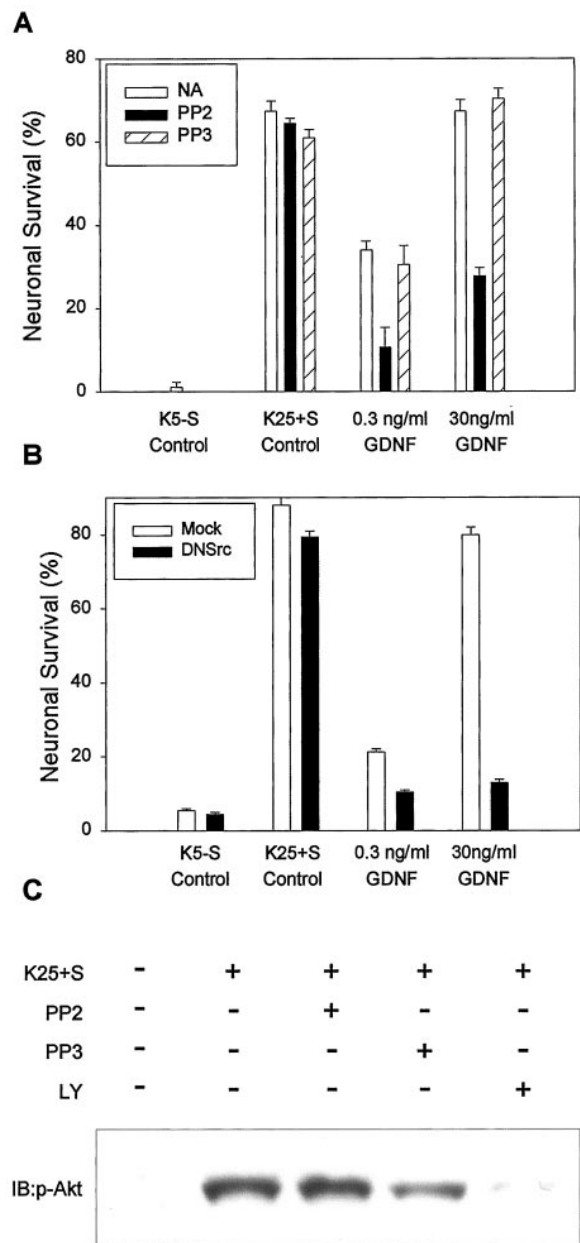 A
80
60
40
20
0
Neuronal Survival (%)
NA
PP2
PP3
K5-S K25+S 0.3 ng/ml 30ng/ml
Control Control GDNF GDNF
B
80
60
40
20
0
Neuronal Survival (%)
Mock
DNSrc
K5-S K25+S 0.3 ng/ml 30ng/ml
Control Control GDNF GDNF
C
K25+S - + + + +
PP2 - - + - -
PP3 - - - + -
LY - - - - +
IB:p-Akt